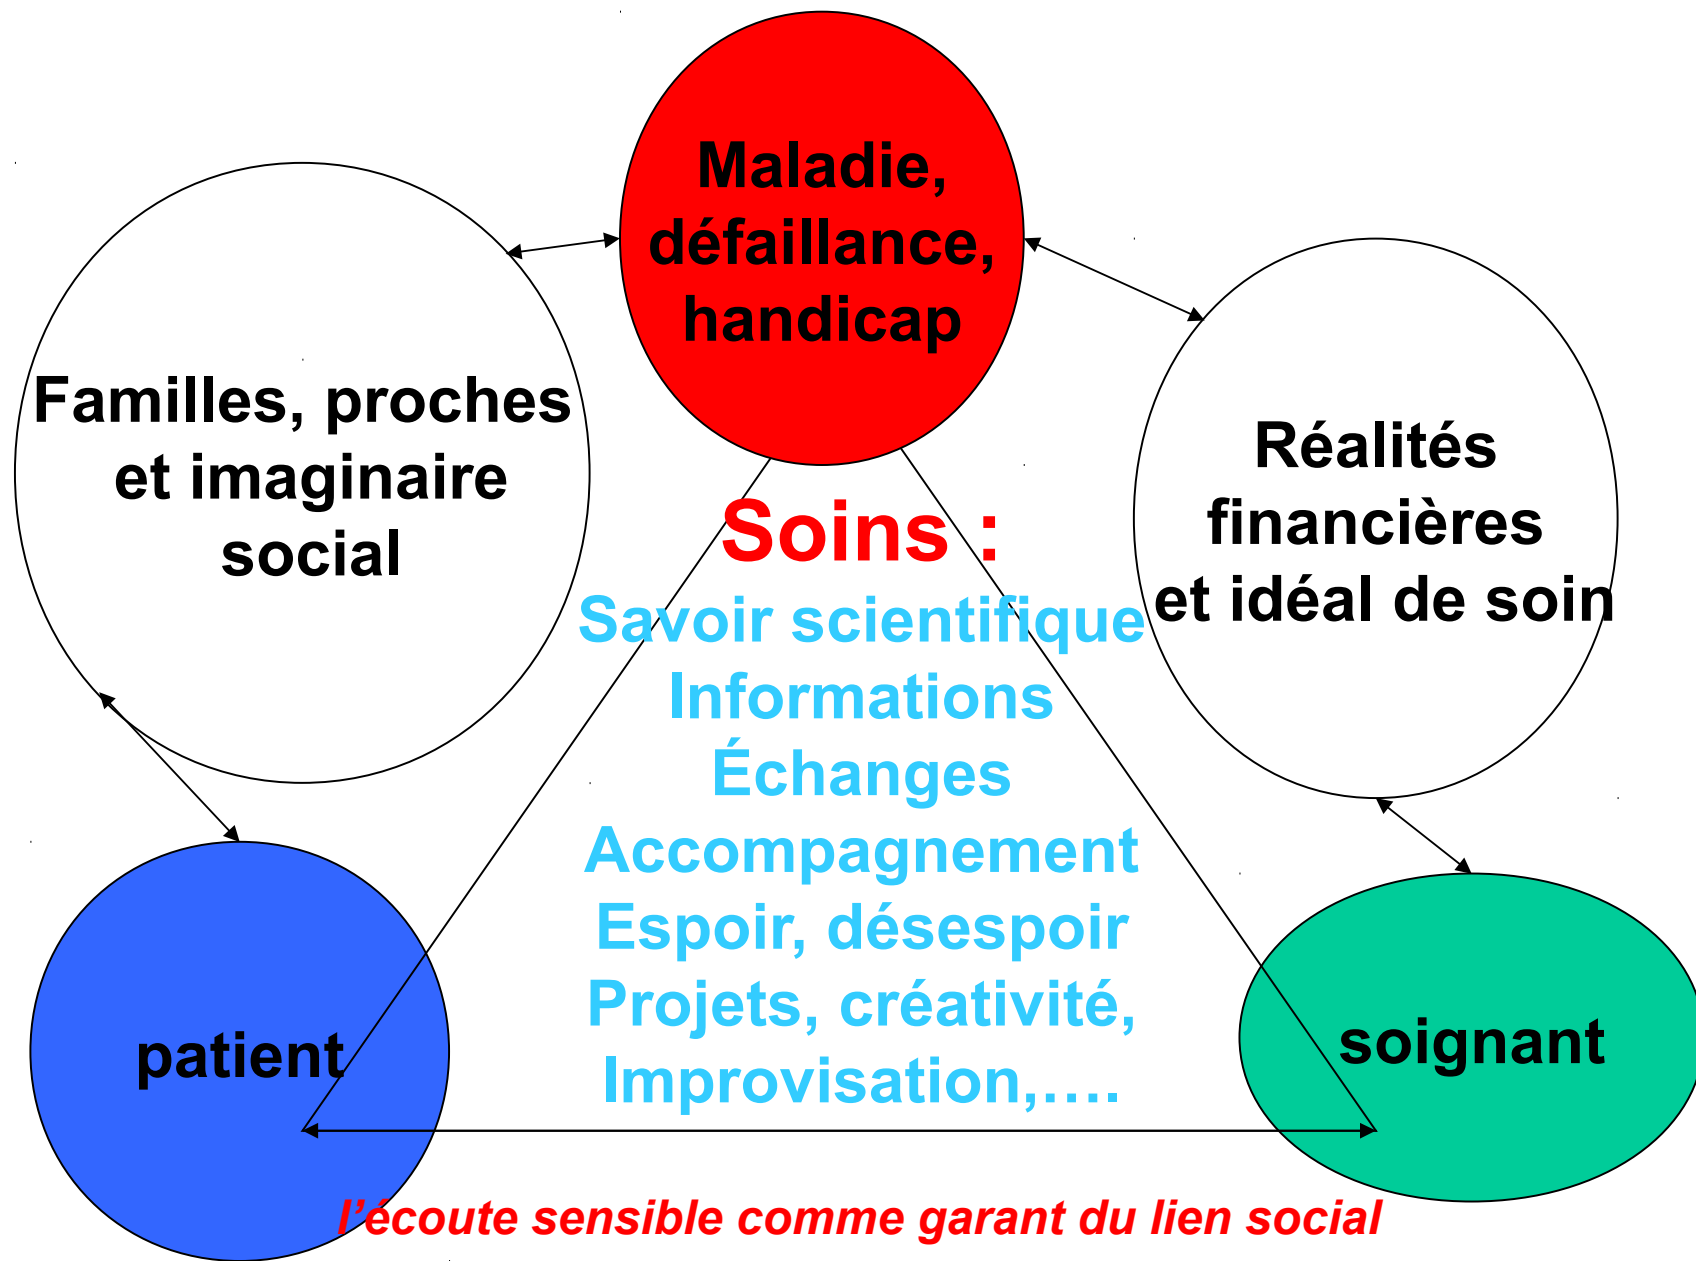 Maladie,
défaillance,
handicap
Familles, proches
et imaginaire
social
Réalités
financières
et idéal de soin
Soins :
Savoir scientifique
Informations
Échanges
Accompagnement
Espoir, désespoir
Projets, créativité,
Improvisation,….
patient
soignant
l’écoute sensible comme garant du lien social